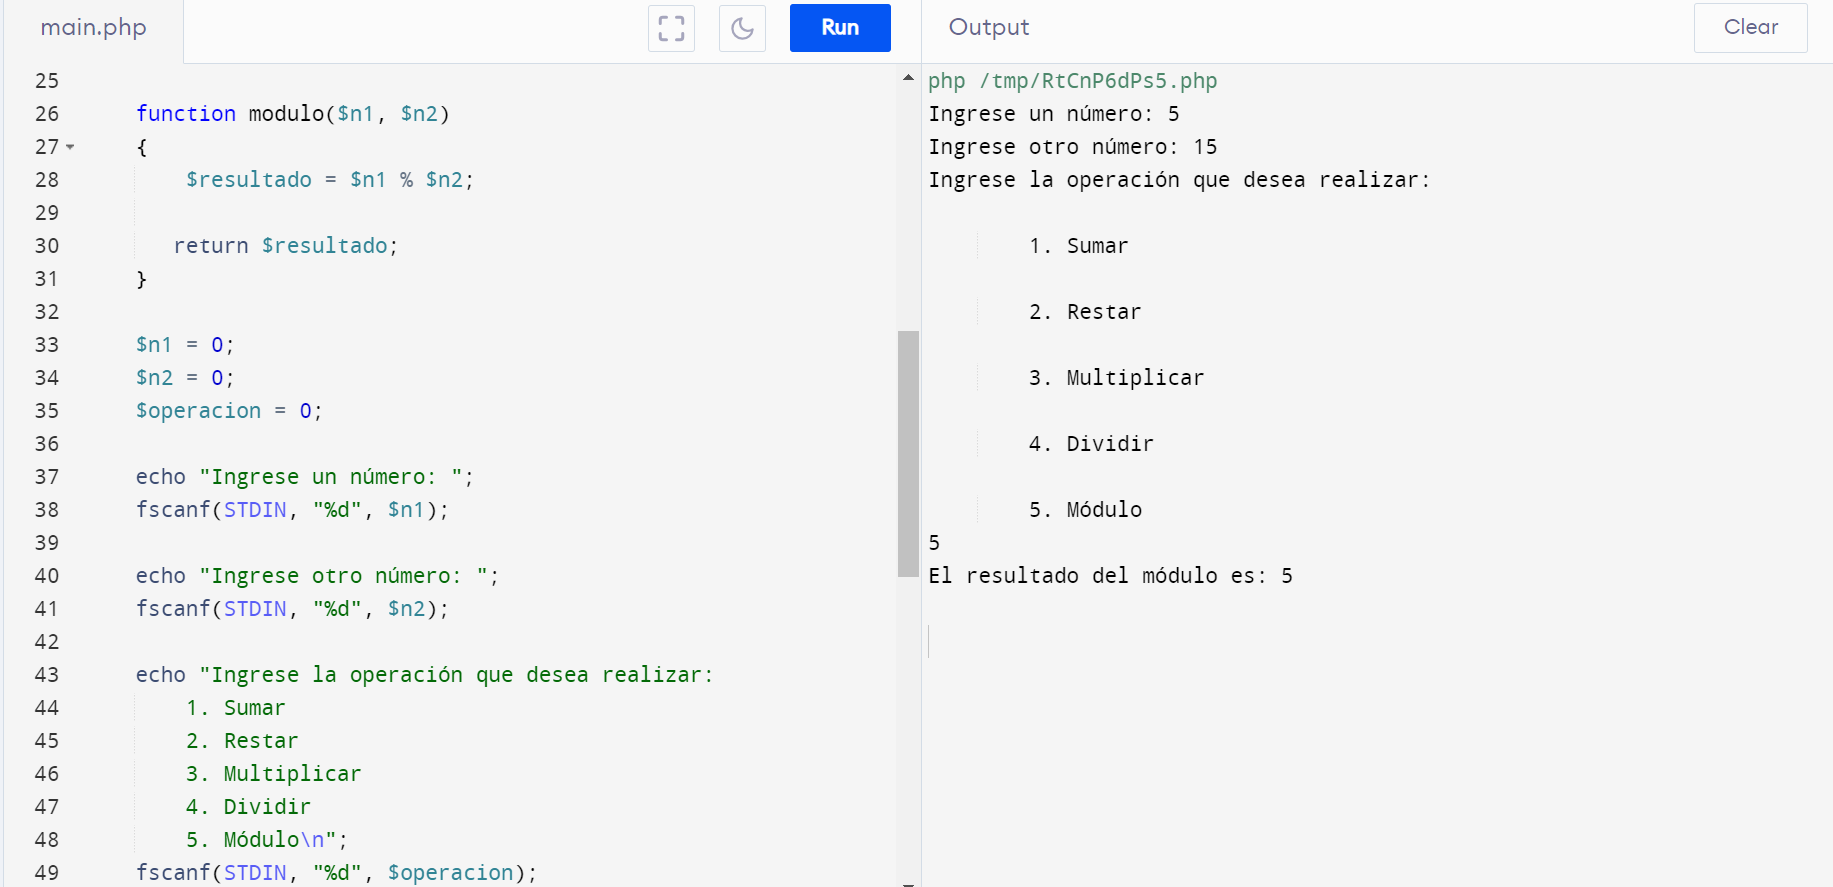 main.php
Run
25
26 function modulo($n1, $n2)
27 {
28 $resultado = $n1 % $n2;
29
30 return $resultado;
31 }
32
33 $n1 = 0;
34 $n2 = 0;
35 $operacion = 0;
36
37 echo "Ingrese un número: ";
38 fscanf(STDIN, "%d", $n1);
39
40 echo "Ingrese otro número: ";
41 fscanf(STDIN, "%d", $n2);
42
43 echo "Ingrese la operación que desea realizar:
44 1. Sumar
45 2. Restar
46 3. Multiplicar
47 4. Dividir
48 5. Módulo\n";
49 fscanf(STDIN, "%d", $operacion);
Output
Clear
php /tmp/RtCnP6dPs5.php
Ingrese un número: 5
Ingrese otro número: 15
Ingrese la operación que desea realizar:
1. Sumar
2. Restar
3. Multiplicar
4. Dividir
5. Módulo
5
El resultado del módulo es: 5